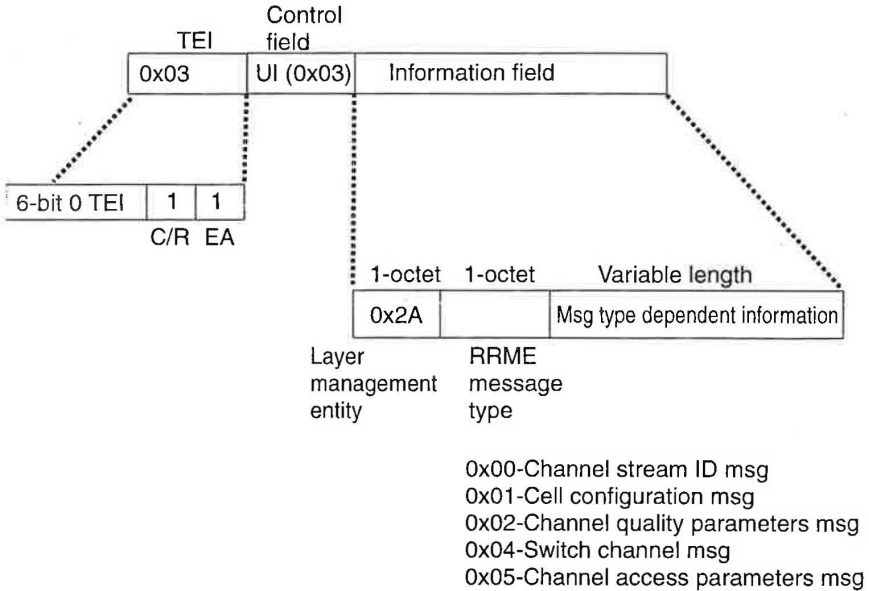 Control
TEI field
0x03 UI (0x03) Information field
6-bit 0 TEI 1 1
C/R EA
1-octet 1-octet Variable length
0x2A Msg type dependent information
Layer RRME
management message
entity type
0x00-Channel stream ID msg
0x01-Cell configuration msg
0x02-Channel quality parameters msg
0x04-Switch channel msg
0x05-Channel access parameters msg